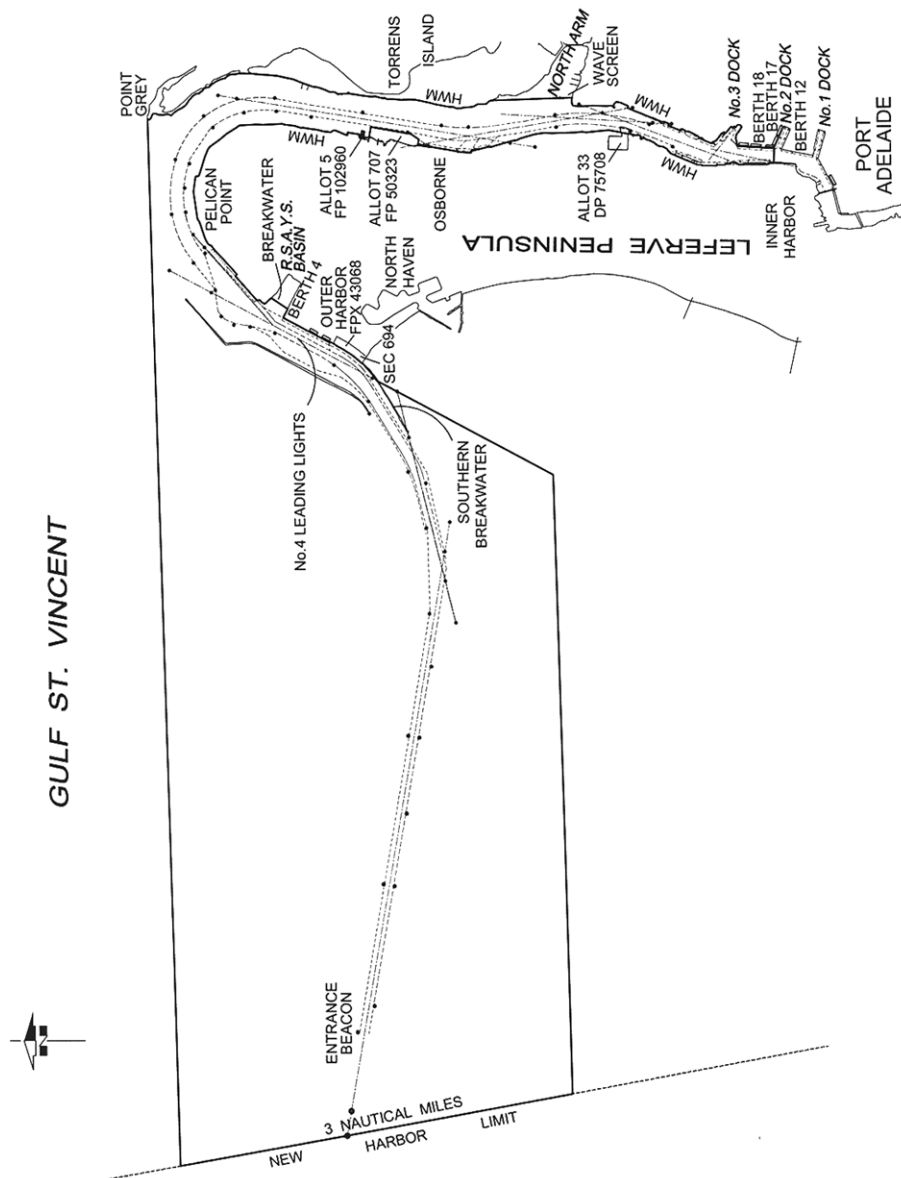 GULF ST. VINCENT
POINT
GREY
TORRENS
ISLAND
NORTH ARM
WAVE
SCREEN
HWM
HWM
HWM
HWM
No.3 DOCK
BERTH 18
BERTH 17
No.2 DOCK
BERTH 12
No.1 DOCK
PORT
ADELAIDE
INNER
HARBOR
PELICAN
POINT
BREAKWATER
R.S.A.Y.S.
BASIN
BERTH 4
ALLOT 5
FP 102960
ALLOT 707
FP 50323
OSBORNE
ALLOT 33
DP 75708
LEFERVE PENINSULA
OUTER
HARBOR
FPX 43068
SEC 694
NORTH
HAVEN
No.4 LEADING LIGHTS
SOUTHERN
BREAKWATER
ENTRANCE
BEACON
3 NAUTICAL MILES
NEW HARBOR LIMIT
N